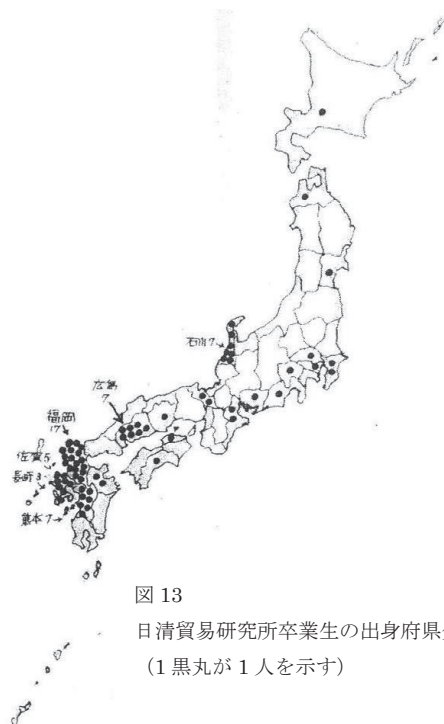 石川7
広島
7
福岡
17
佐賀5
長崎8
熊本7
図 13
日清貿易研究所卒業生の出身府県
（1 黒丸が 1 人を示す）